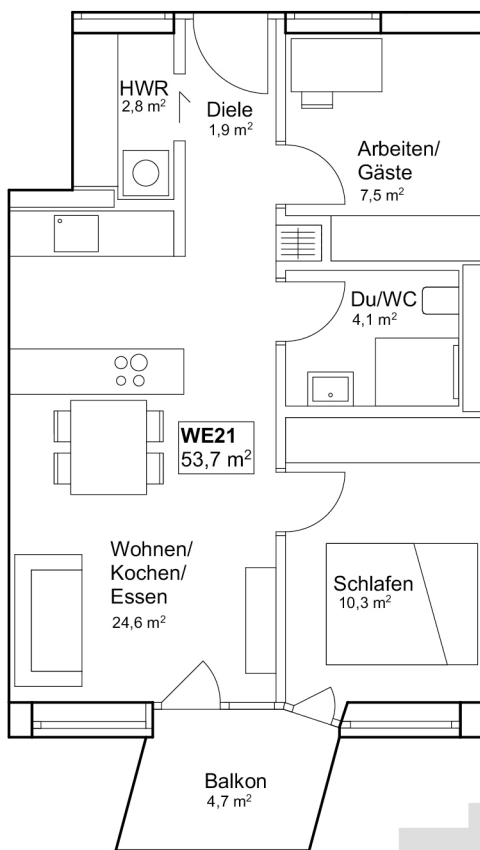 HWR
2,8 m²
Diele
1,9 m²
Arbeiten/
Gäste
7,5 m²
Du/WC
4,1 m²
WE21
53,7 m²
Wohnen/
Kochen/
Essen
24,6 m²
Schlafen
10,3 m²
Balkon
4,7 m²